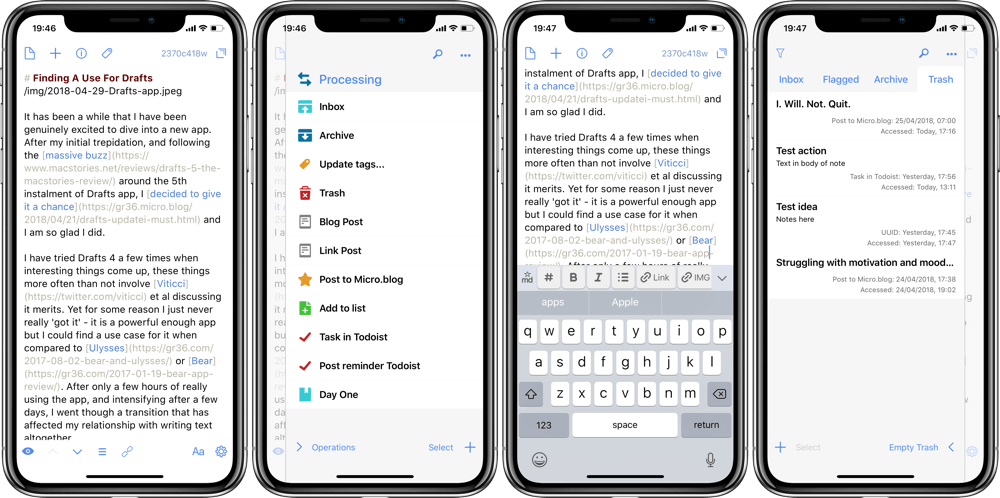 19:46
2370c418w
# Finding A Use For Drafts
/img/2018-04-29-Drafts-app.jpeg
It has been a while that I have been
genuinely excited to dive into a new app.
After my initial trepidation, and following
the [massive buzz](https://
www.macstories.net/reviews/drafts-5-the-
macstories-review/) around the 5th
instalment of Drafts app, I [decided to give
it a chance](https://gr36.micro.blog/
2018/04/21/drafts-updatei-must.html) and
I am so glad I did.
I have tried Drafts 4 a few times when
interesting things come up, these things
more often than not involve [Viticci]
(https://twitter.com/viticci) et al discussing
it merits. Yet for some reason I just never
really 'got it' - it is a powerful enough app
but I could find a use case for it when
compared to [Ulysses](https://gr36.com/
2017-08-02-bear-and-ulysses/) or [Bear]
(https://gr36.com/2017-01-19-bear-app-
review/). After only a few hours of really
using the app, and intensifying after a few
days, I went though a transition that has
affected my relationship with writing text
altogether
Aa
19:46
Processing
Inbox
Archive
Update tags...
Trash
Blog Post
Link Post
Post to Micro.blog
Add to list
Task in Todoist
Post reminder Todoist
Day One
Operations
Select
19:47
2370c418w
instalment of Drafts app, I [decided to give
it a chance](https://gr36.micro.blog/
2018/04/21/drafts-updatei-must.html) and
I am so glad I did.
I have tried Drafts 4 a few times when
interesting things come up, these things
more often than not involve [Viticci]
(https://twitter.com/viticci) et al discussing
it merits. Yet for some reason I just never
really 'got it' - it is a powerful enough app
but I could find a use case for it when
compared to [Ulysses](https://gr36.com/
2017-08-02-bear-and-ulysses/) or [Bear]
(https://gr36.com/2017-01-19-bear-app-
review/). After only a few hours of really
md # B I Link IMG
apps Apple
q w e r t y u i o p
a s d f g h j k l
z x c v b n m
123 space return
19:47
Inbox Flagged Archive Trash
I. Will. Not. Quit.
Post to Micro.blog: 25/04/2018, 07:00
Accessed: Today, 17:16
Test action
Text in body of note
Task in Todoist: Yesterday, 17:56
Accessed: Today, 13:11
Test idea
Notes here
UUID: Yesterday, 17:45
Accessed: Yesterday, 17:47
Struggling with motivation and mood...
Post to Micro.blog: 24/04/2018, 17:38
Accessed: 24/04/2018, 19:02
Select
Empty Trash